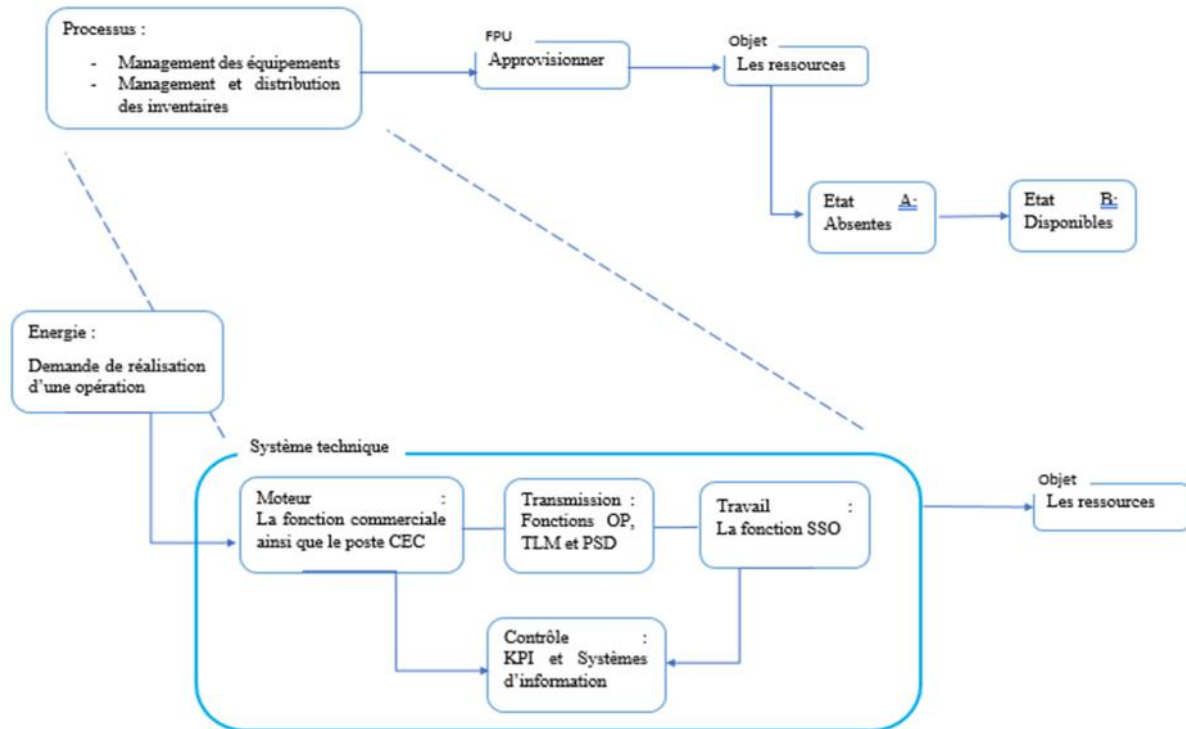 Processus :
- Management des équipements
- Management et distribution
des inventaires
FPU
Approvisionner
Objet
Les ressources
Etat A:
Absentes
Etat B:
Disponibles
Energie :
Demande de réalisation
d'une opération
Système technique
Moteur :
La fonction commerciale
ainsi que le poste CEC
Transmission :
Fonctions OP,
TLM et PSD
Travail :
La fonction SSO
Objet
Les ressources
Contrôle :
KPI et Systèmes
d'information